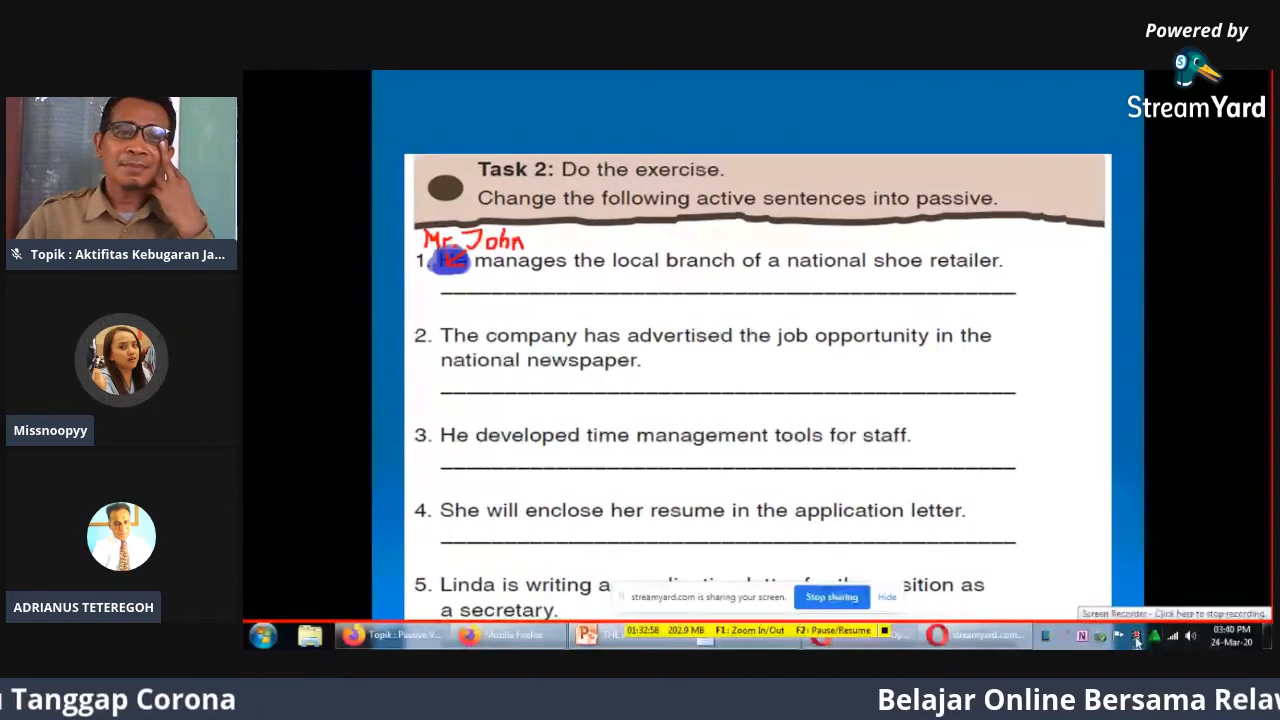 Powered by
StreamYard
Task 2: Do the exercise.
Change the following active sentences into passive.
Mr. John
1. He manages the local branch of a national shoe retailer.
2. The company has advertised the job opportunity in the
national newspaper.
3. He developed time management tools for staff.
4. She will enclose her resume in the application letter.
5. Linda is writing a
sition as
a secretary.
streamyard.com is sharing your screen.
Stop sharing
Hide
Screen Recorder - Click here to stop recording.
Topik : Aktifitas Kebugaran Ja...
Missnoopyy
ADRIANUS TETEREGOH
Topik : Passive V...
Mozilla Firefox
01:32:58
202.9 MB
F1: Zoom In/Out
F2: Pause/Resume
streamyard.com...
03:40 PM
24-Mar-20
Tanggap Corona
Belajar Online Bersama